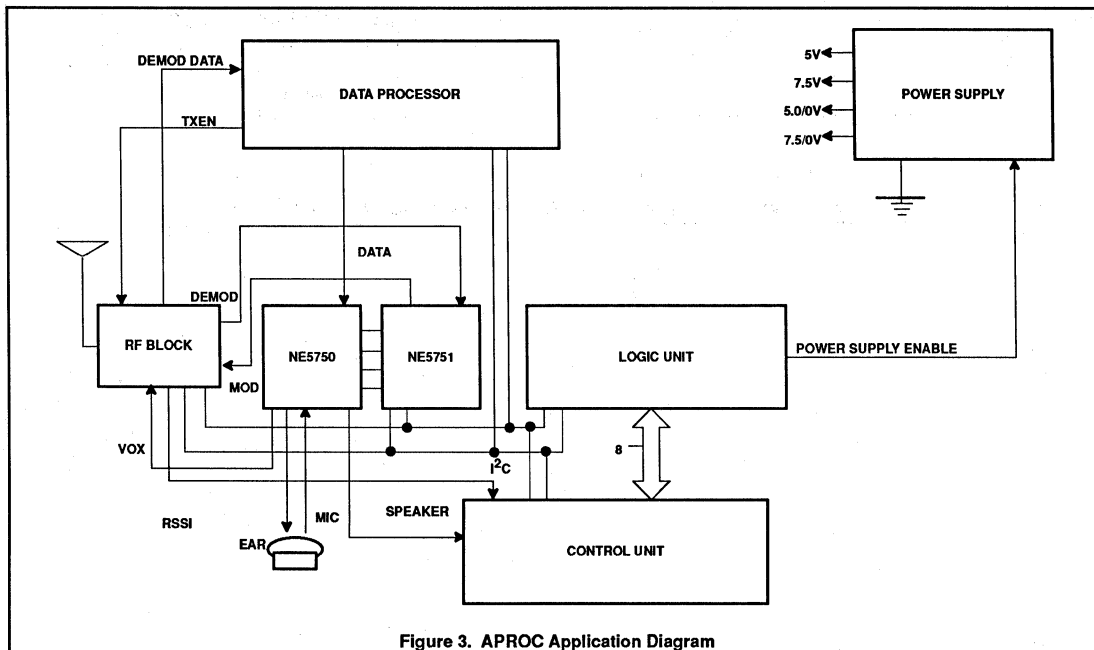 DEMOD DATA
DATA PROCESSOR
TXEN
5V
7.5V
5.0/0V
7.5/0V
POWER SUPPLY
DATA
DEMOD
RF BLOCK
NE5750
NE5751
LOGIC UNIT
POWER SUPPLY ENABLE
MOD
VOX
I²C
8
RSSI
MIC
EAR
SPEAKER
CONTROL UNIT
Figure 3. APROC Application Diagram